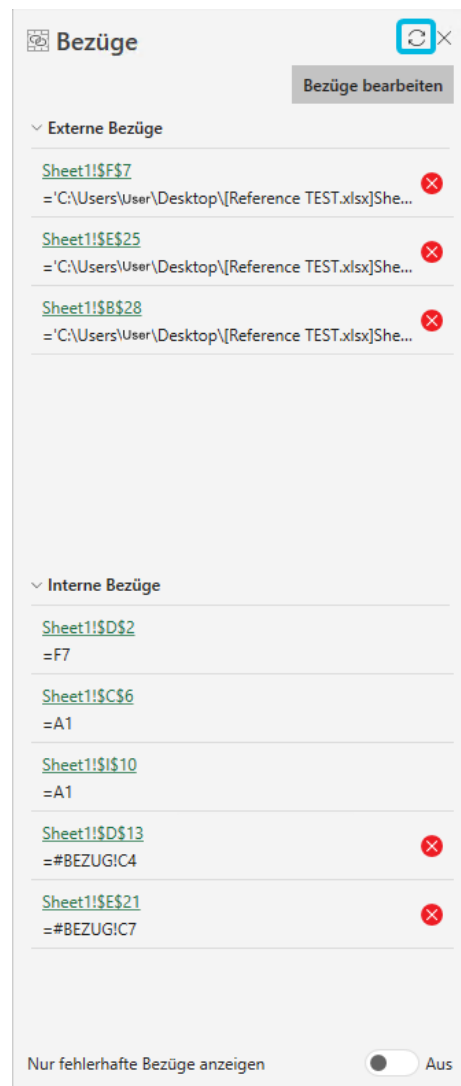 Bezüge
Bezüge bearbeiten
Externe Bezüge
Sheet1!$F$7
='C:\Users\User\Desktop\[Reference TEST.xlsx]She...
Sheet1!$E$25
='C:\Users\User\Desktop\[Reference TEST.xlsx]She...
Sheet1!$B$28
='C:\Users\User\Desktop\[Reference TEST.xlsx]She...
Interne Bezüge
Sheet1!$D$2
=F7
Sheet1!$C$6
=A1
Sheet1!$I$10
=A1
Sheet1!$D$13
=#BEZUG!C4
Sheet1!$E$21
=#BEZUG!C7
Nur fehlerhafte Bezüge anzeigen Aus